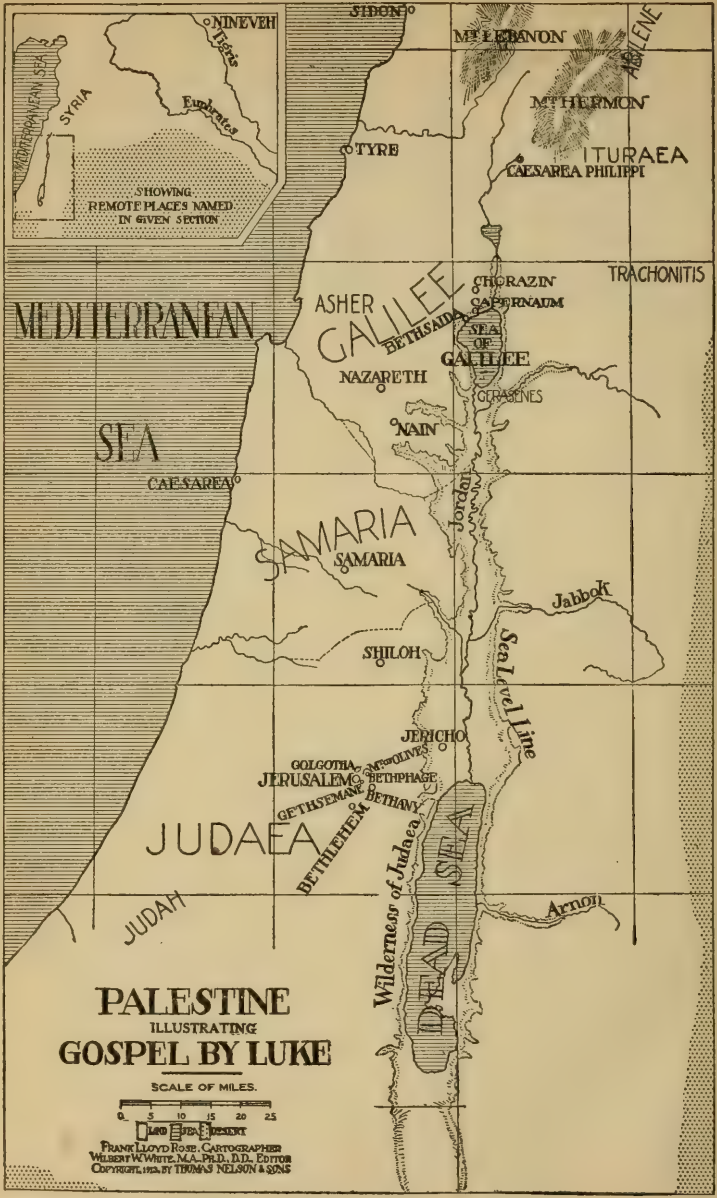 SIDON
NINEVEH
Tigris
MT LEBANON
ABILENE
MEDITERRANEAN SEA
SYRIA
Euphrates
MT HERMON
TYRE
ITURAEA
CAESAREA PHILIPPI
SHOWING
REMOTE PLACES NAMED
IN GIVEN SECTION
TRACHONITIS
CHORAZIN
ASHER
GALILEE
CAPERNAUM
MEDITERRANEAN
SEA
BETHSAIDA
SEA
OF
GALILEE
NAZARETH
GERASENES
NAIN
CAESAREA
Jordan
SAMARIA
SAMARIA
Jabbok
SHILOH
Sea Level Line
JERICHO
GOLGOTHA
MT OF OLIVES
JERUSALEM
BETHPHAGE
GETHSEMANE
BETHANY
BETHLEHEM
JUDAEA
Wilderness of Judaea
DEAD SEA
JUDAH
Arnon
PALESTINE
ILLUSTRATING
GOSPEL BY LUKE
SCALE OF MILES.
0 5 10 15 20 25
LAND SEA DESERT
FRANK LLOYD ROSE, CARTOGRAPHER
WILBERT W. WHITE, M.A., PH.D., D.D., EDITOR
COPYRIGHT, 1912, BY THOMAS NELSON & SONS